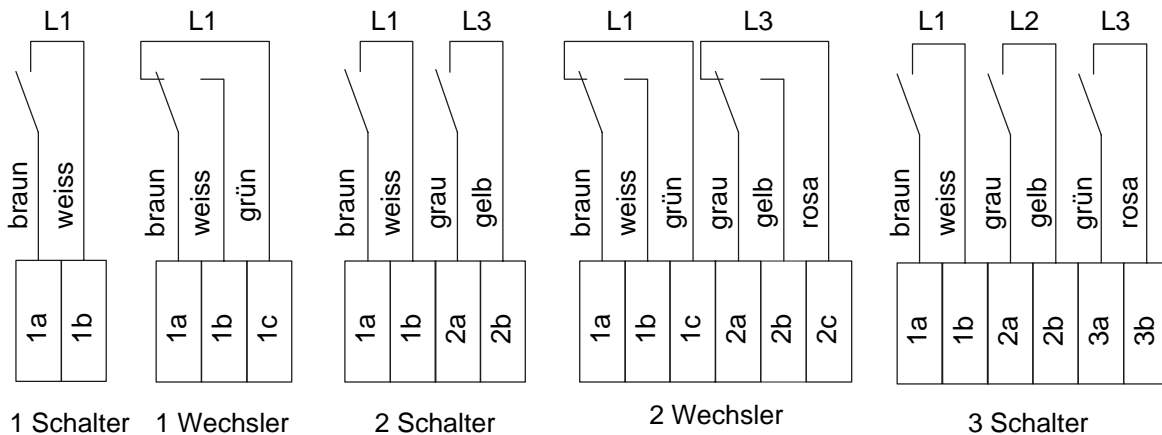 L1 L1 L1 L3 L1 L3 L1 L2 L3
braun weiss braun weiss grün braun weiss grau gelb braun weiss grün grau gelb rosa braun weiss grau gelb grün rosa
1a 1b 1a 1b 1c 1a 1b 2a 2b 1a 1b 1c 2a 2b 2c 1a 1b 2a 2b 3a 3b
1 Schalter 1 Wechsler 2 Schalter 2 Wechsler 3 Schalter